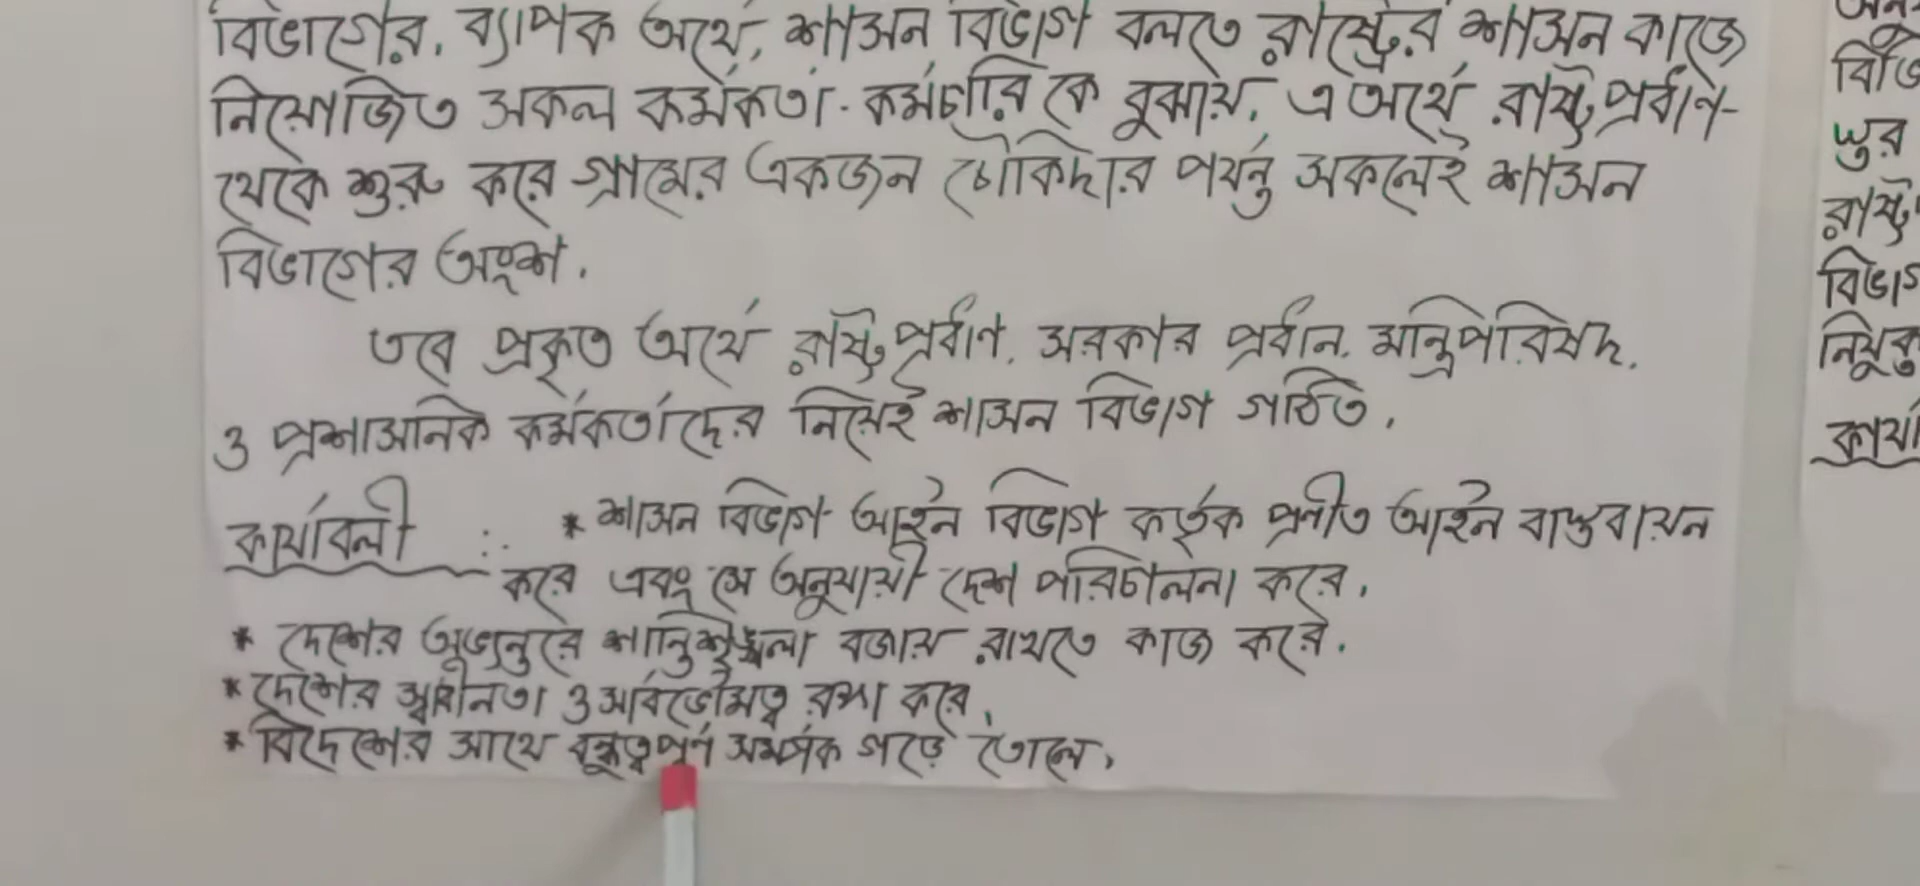 বিভাগের. ব্যাপক অর্থে, শাসন বিভাগ বলতে রাষ্ট্রের শাসন কাজে
নিয়োজিত সকল কর্মকর্তা. কর্মচারি কে বুঝায়. এ অর্থে রাষ্ট্র প্রধান-
থেকে শুরু করে গ্রামের একজন চৌকিদার পর্যন্ত সকলেই শাসন
বিভাগের অংশ.
তবে প্রকৃত অর্থে রাষ্ট্র প্রধান. সরকার প্রধান. মন্ত্রিপরিষদ.
ও প্রশাসনিক কর্মকর্তাদের নিয়েই শাসন বিভাগ গঠিত.
কার্যাবলী :. * শাসন বিভাগ আইন বিভাগ কর্তৃক প্রনীত আইন বাস্তবায়ন
করে এবং সে অনুযায়ী দেশ পরিচালনা করে.
* দেশের অভ্যন্তরে শান্তিশৃঙ্খলা বজায় রাখতে কাজ করে.
* দেশের স্বাধীনতা ও সার্বভৌমত্ব রক্ষা করে.
* বিদেশের সাথে বন্ধুত্বপূর্ণ সম্পর্ক গড়ে তোলে.
রাষ্ট্র
বিভাগ
নিযুক্ত
কার্যা